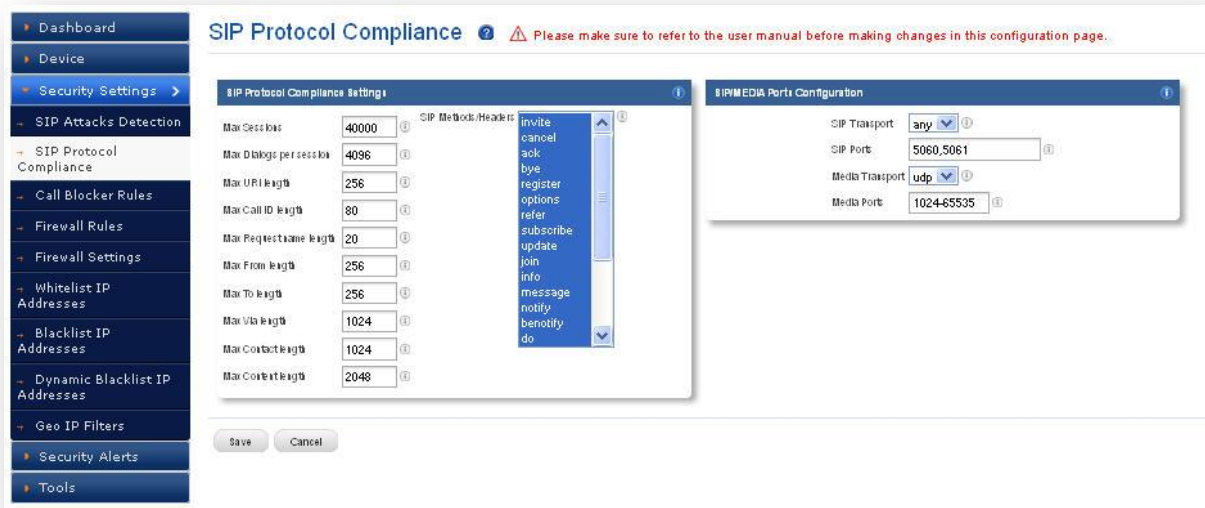 Dashboard
Device
Security Settings
SIP Attacks Detection
SIP Protocol
Compliance
Call Blocker Rules
Firewall Rules
Firewall Settings
Whitelist IP
Addresses
Blacklist IP
Addresses
Dynamic Blacklist IP
Addresses
Geo IP Filters
Security Alerts
Tools
SIP Protocol Compliance ? Please make sure to refer to the user manual before making changes in this configuration page.
SIP Protocol Compliance Settings
Max Sessions 40000
Max Dialogs per session 4096
Max URI length 256
Max Call ID length 80
Max Request name length 20
Max From length 256
Max To length 256
Max Via length 1024
Max Contact length 1024
Max Content length 2048
SIP Methods/Headers
invite
cancel
ack
bye
register
options
refer
subscribe
update
join
info
message
notify
benotify
do
SIP/MEDIA Ports Configuration
SIP Transport any
SIP Ports 5060,5061
Media Transport udp
Media Ports 1024-65535
Save Cancel